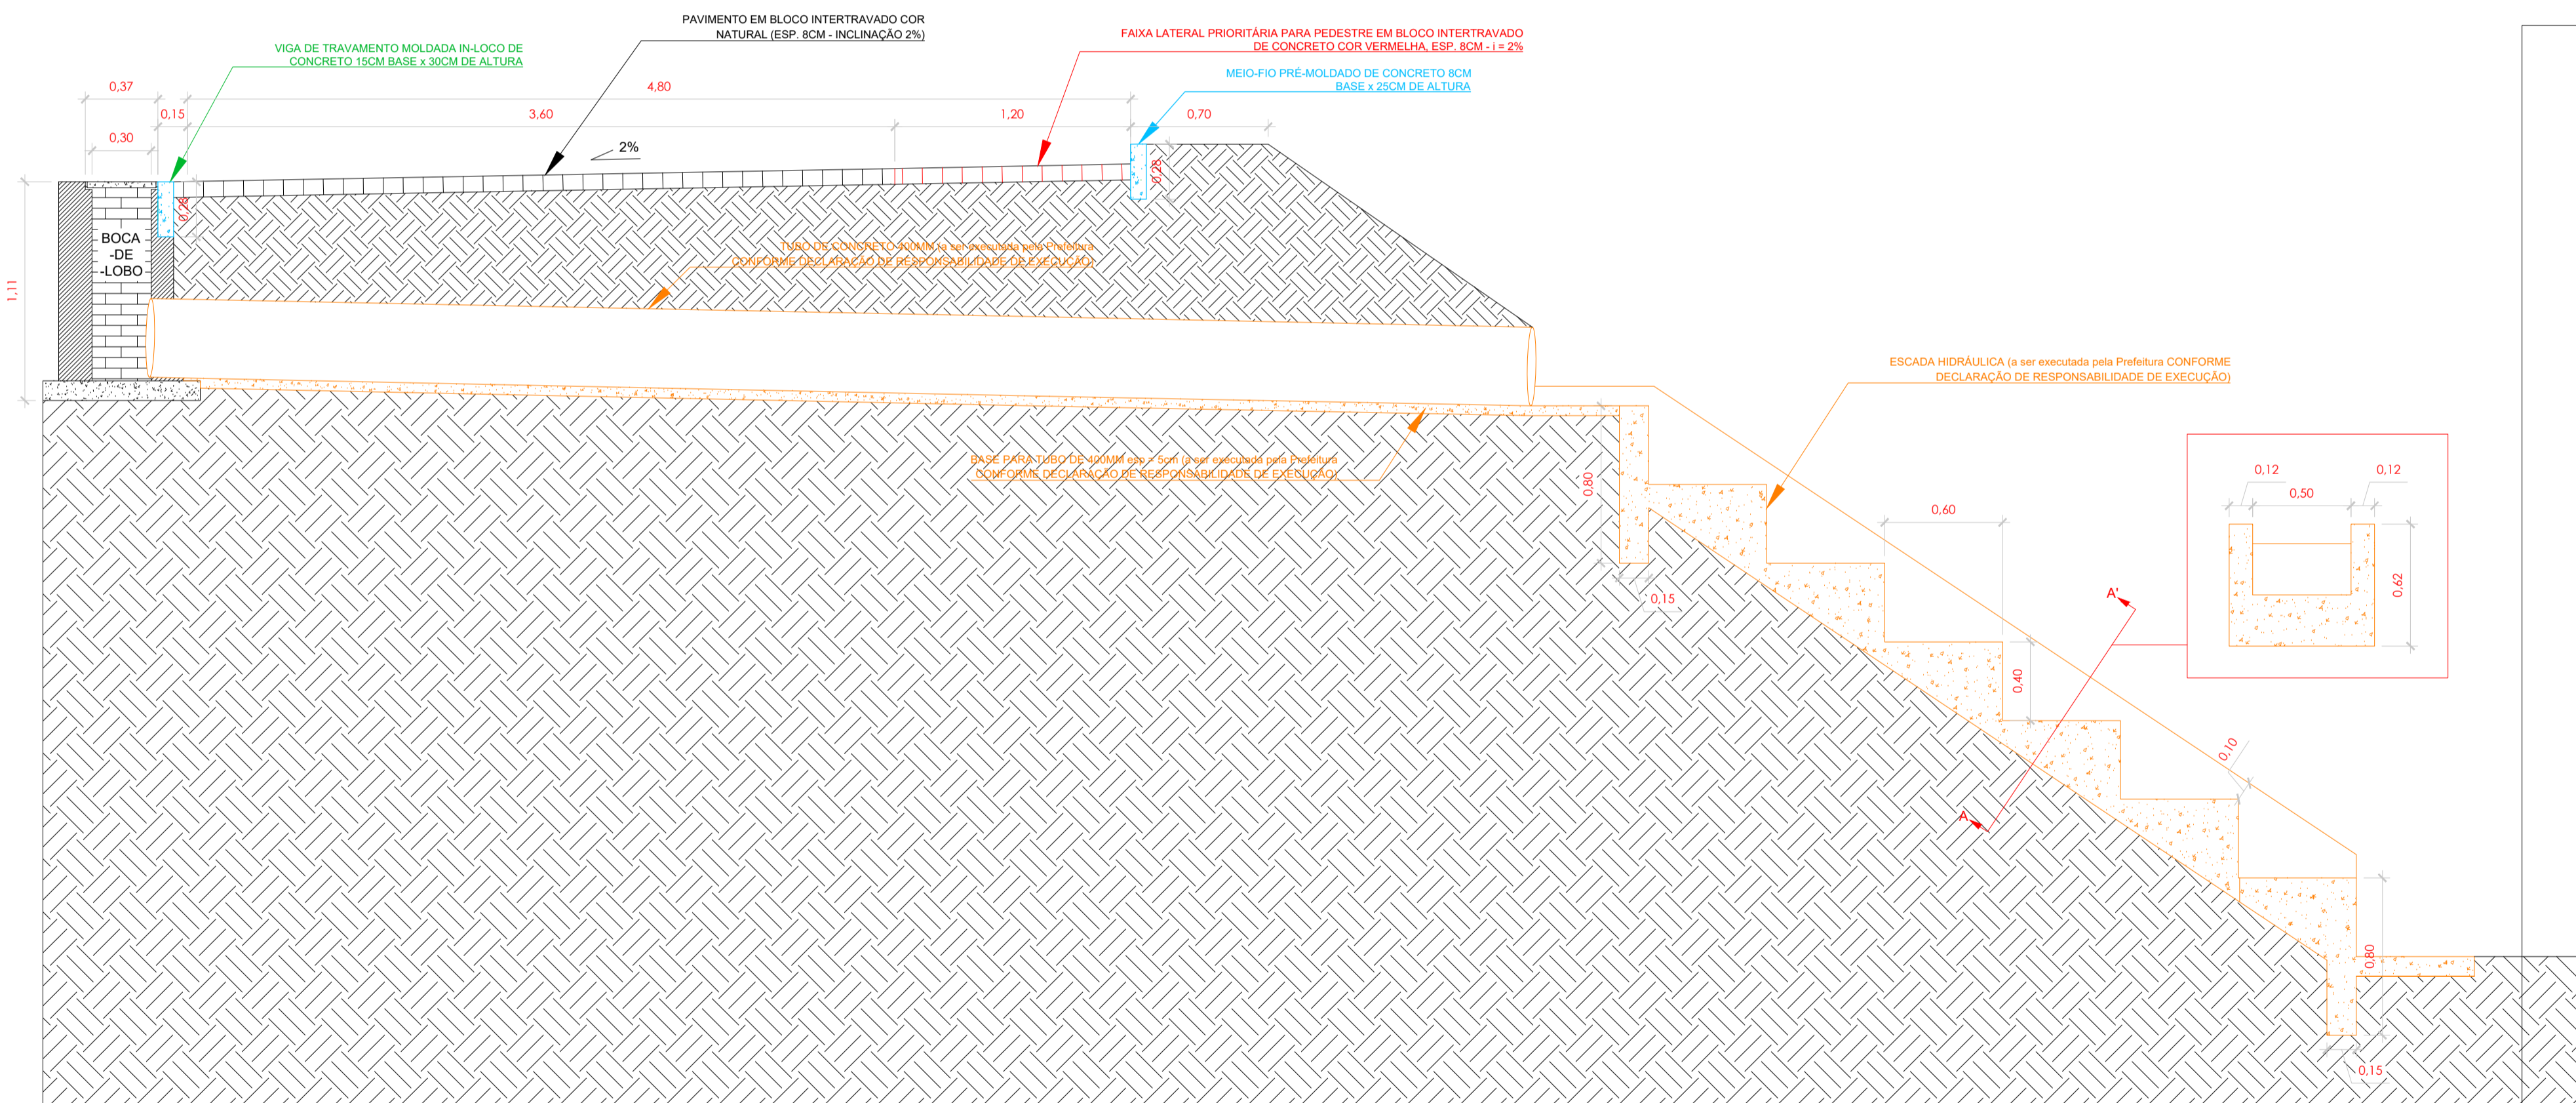 PAVIMENTO EM BLOCO INTERTRAVADO COR
NATURAL (ESP. 8CM - INCLINAÇÃO 2%)
FAIXA LATERAL PRIORITÁRIA PARA PEDESTRE EM BLOCO INTERTRAVADO
DE CONCRETO COR VERMELHA, ESP. 8CM - i = 2%
VIGA DE TRAVAMENTO MOLDADA IN-LOCO DE
CONCRETO 15CM BASE x 30CM DE ALTURA
MEIO-FIO PRÉ-MOLDADO DE CONCRETO 8CM
BASE x 25CM DE ALTURA
0,37
4,80
0,15
3,60
1,20
0,70
0,30
2%
0,28
0,28
BOCA
-DE
-LOBO
1,11
TUBO DE CONCRETO 400MM (a ser executada pela Prefeitura
CONFORME DECLARAÇÃO DE RESPONSABILIDADE DE EXECUÇÃO)
ESCADA HIDRÁULICA (a ser executada pela Prefeitura CONFORME
DECLARAÇÃO DE RESPONSABILIDADE DE EXECUÇÃO)
BASE PARA TUBO DE 400MM esp > 5cm (a ser executada pela Prefeitura
CONFORME DECLARAÇÃO DE RESPONSABILIDADE DE EXECUÇÃO)
0,80
0,15
0,60
0,40
0,12
0,12
0,50
0,62
A'
A
0,10
0,80
0,15